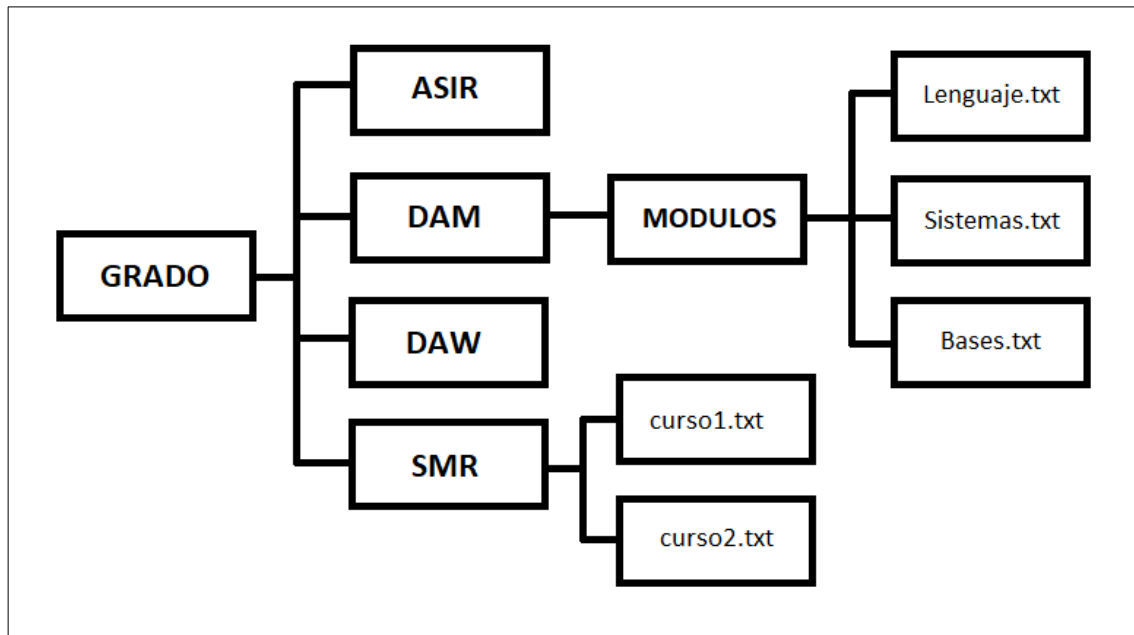 GRADO
ASIR
DAM
DAW
SMR
MODULOS
curso1.txt
curso2.txt
Lenguaje.txt
Sistemas.txt
Bases.txt